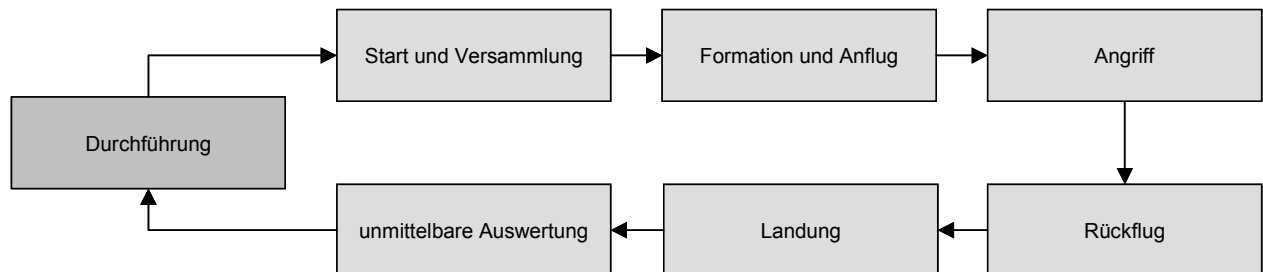 Start und Versammlung
Formation und Anflug
Angriff
Durchführung
unmittelbare Auswertung
Landung
Rückflug